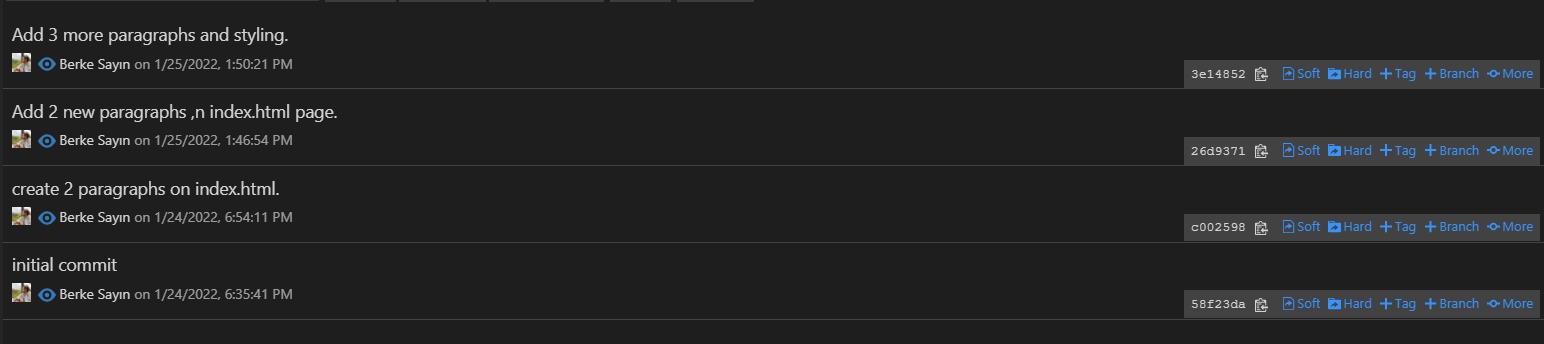 Add 3 more paragraphs and styling.
Berke Sayın on 1/25/2022, 1:50:21 PM
3e14852 Soft Hard Tag Branch More
Add 2 new paragraphs ,n index.html page.
Berke Sayın on 1/25/2022, 1:46:54 PM
26d9371 Soft Hard Tag Branch More
create 2 paragraphs on index.html.
Berke Sayın on 1/24/2022, 6:54:11 PM
c002598 Soft Hard Tag Branch More
initial commit
Berke Sayın on 1/24/2022, 6:35:41 PM
58f23da Soft Hard Tag Branch More